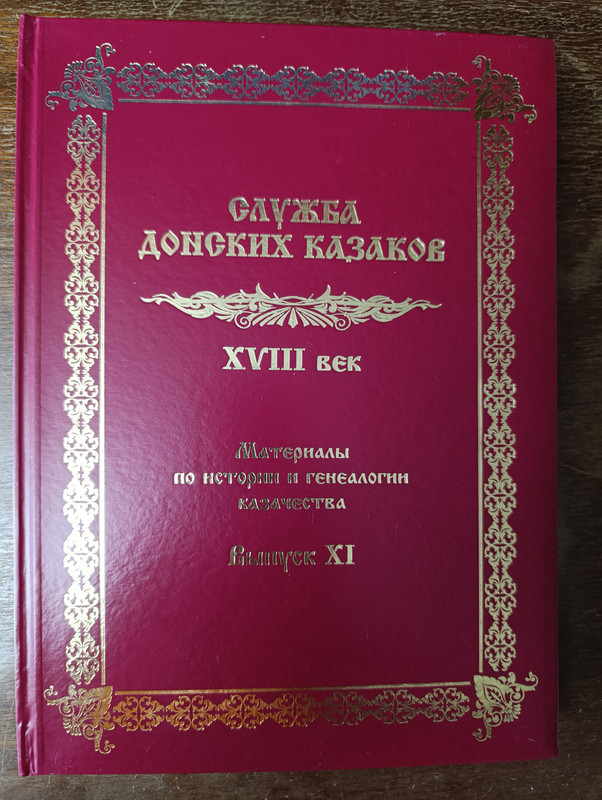 СЛУЖБА
ДОНСКИХ КАЗАКОВ
XVIII ВЕК
Материалы
по истории и генеалогии
казачества
Выпуск XI